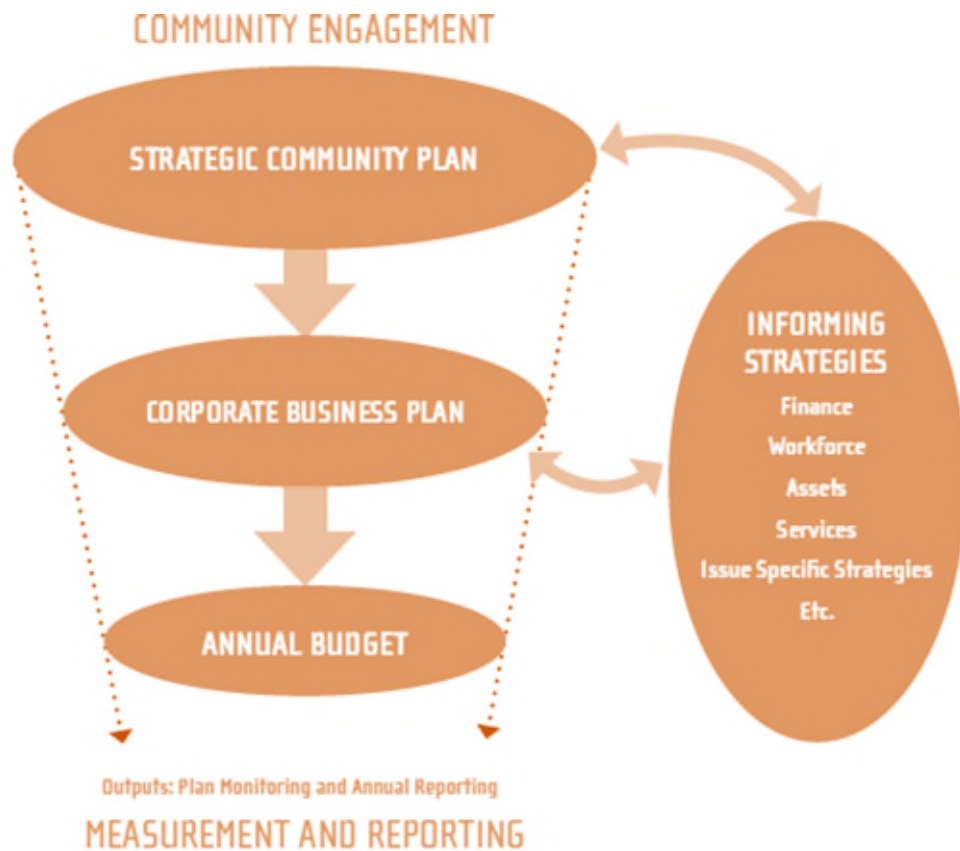 COMMUNITY ENGAGEMENT
STRATEGIC COMMUNITY PLAN
INFORMING
STRATEGIES
Finance
Workforce
Assets
Services
Issue Specific Strategies
Etc.
CORPORATE BUSINESS PLAN
ANNUAL BUDGET
Outputs: Plan Monitoring and Annual Reporting
MEASUREMENT AND REPORTING